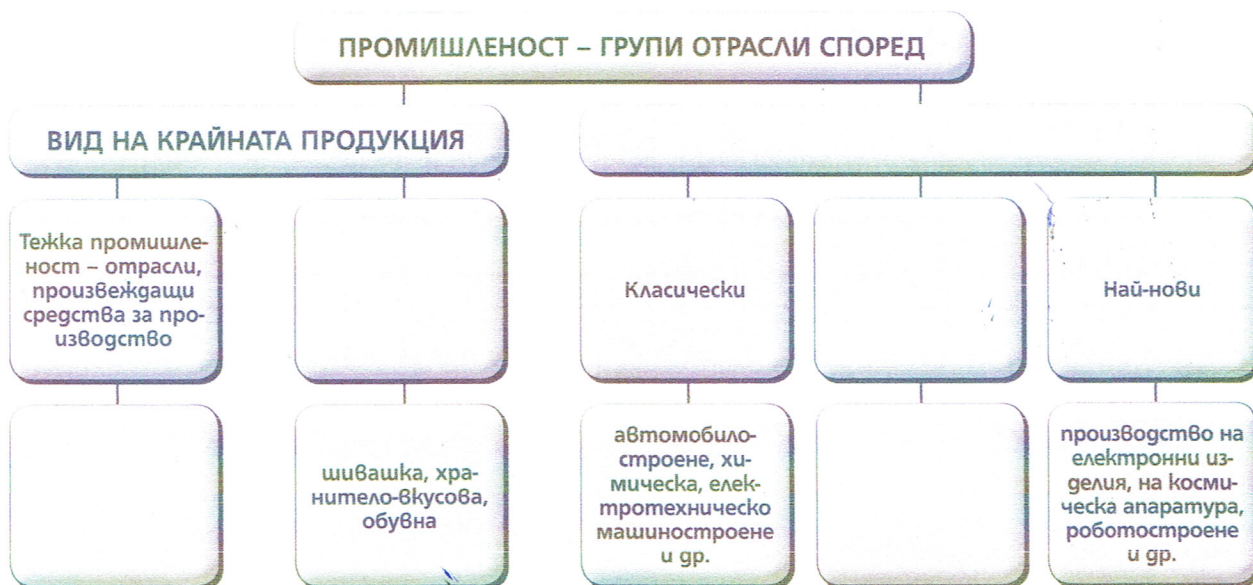 ПРОМИШЛЕНОСТ – ГРУПИ ОТРАСЛИ СПОРЕД
ВИД НА КРАЙНАТА ПРОДУКЦИЯ
Тежка промишле-
ност – отрасли,
произвеждащи
средства за про-
изводство
Класически
Най-нови
шивашка, хра-
нително-вкусова,
обувна
автомобило-
строене, хи-
мическа, елек-
тротехническо
машиностроене
и др.
производство на
електронни из-
делия, на косми-
ческа апаратура,
роботостроене
и др.